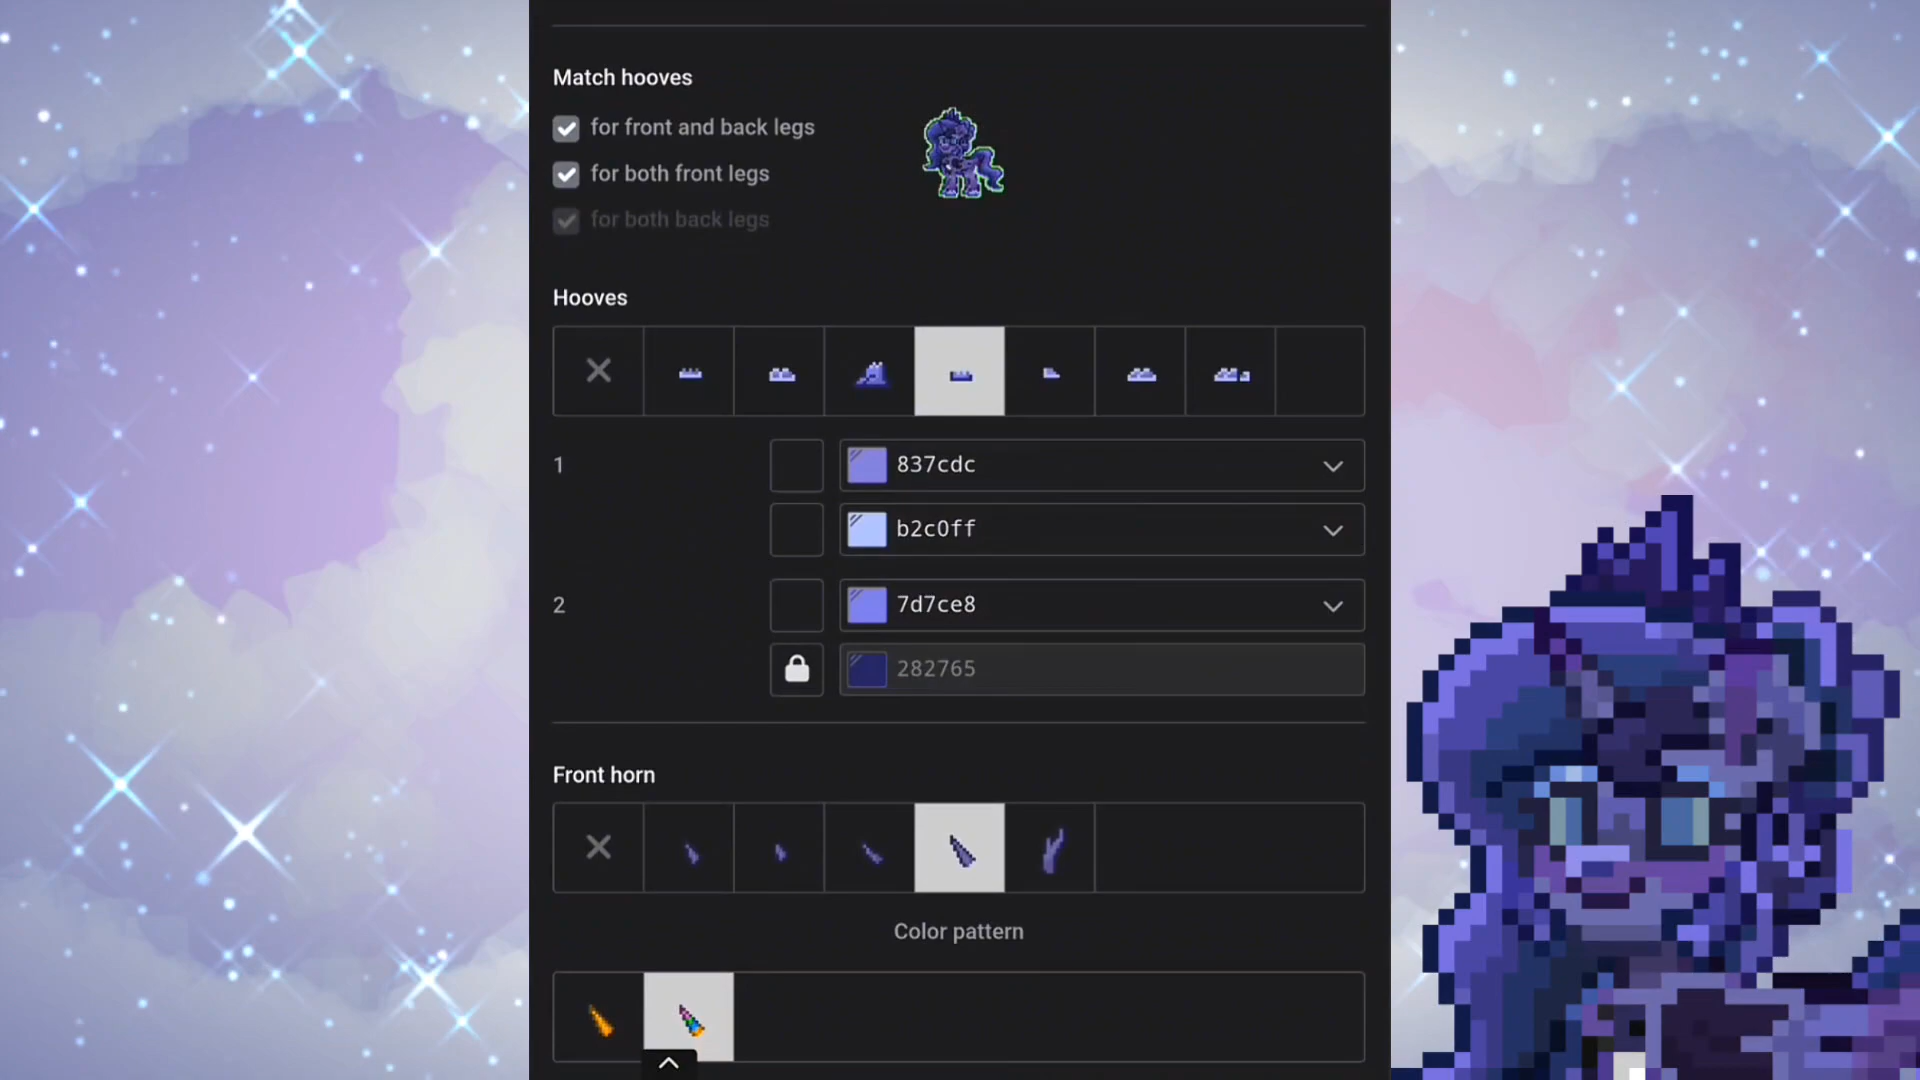 Match hooves
for front and back legs
for both front legs
for both back legs
Hooves
1
837cdc
b2c0ff
2
7d7ce8
282765
Front horn
Color pattern